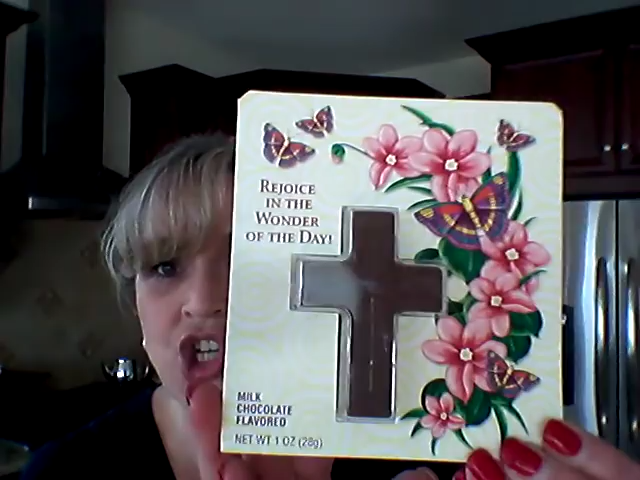 REJOICE
IN THE
WONDER
OF THE DAY!
MILK
CHOCOLATE
FLAVORED
NET WT 1 OZ (28g)